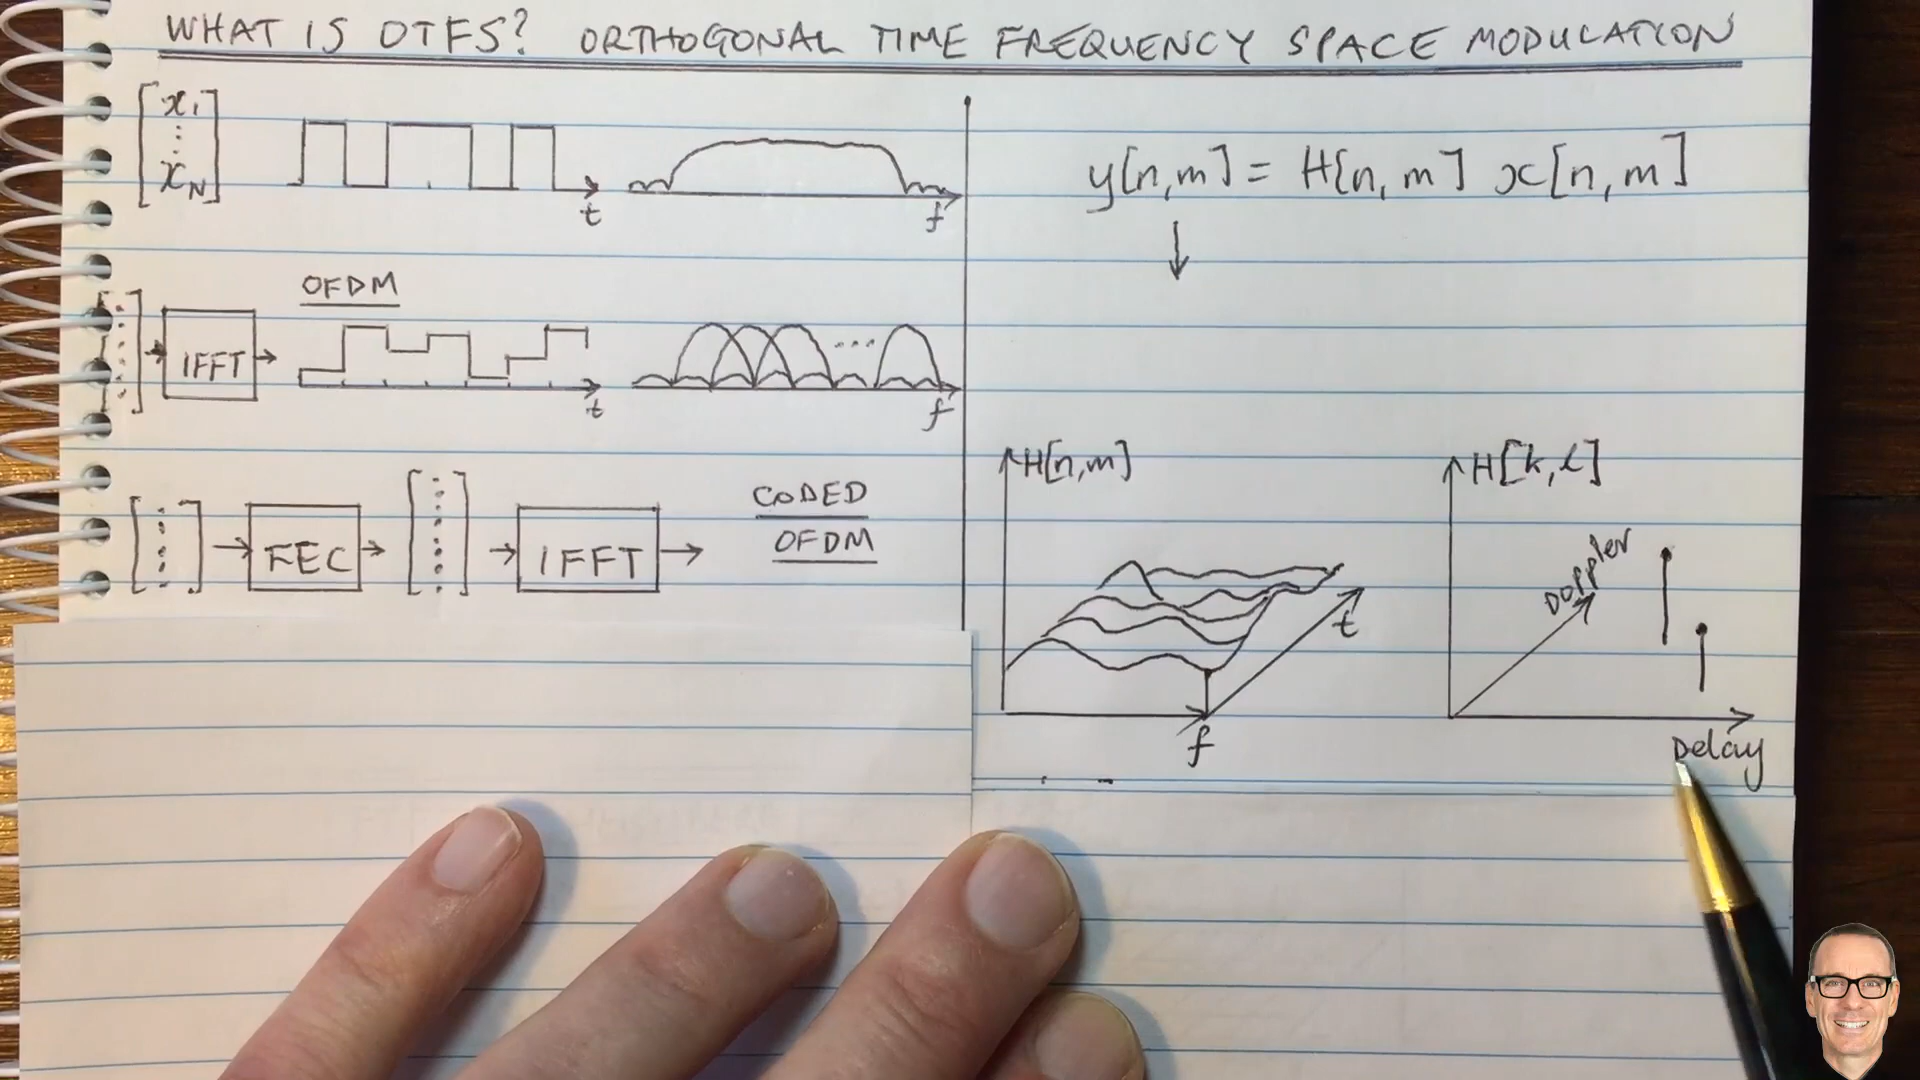 WHAT IS OTFS? ORTHOGONAL TIME FREQUENCY SPACE MODULATION
x1
⋮
xN
t
f
y[n,m] = H[n,m] x[n,m]
↓
OFDM
IFFT
t
...
f
FEC
IFFT
CODED
OFDM
H[n,m]
t
f
H[k,l]
Doppler
Delay